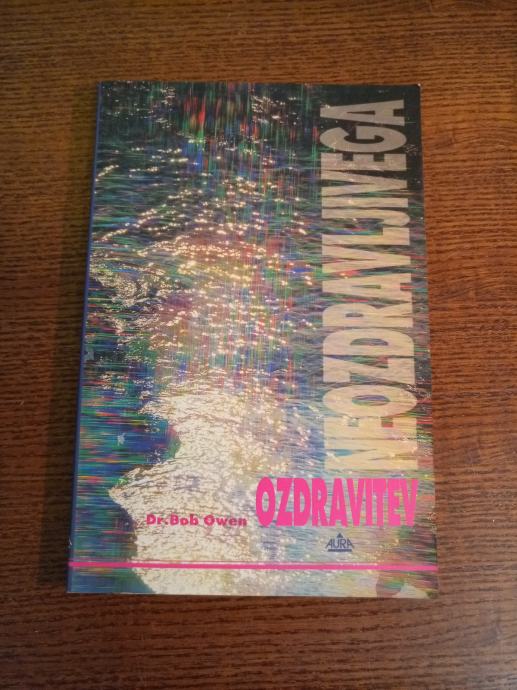 OZDRAVITEV
NEOZDRAVLJIVEGA
Dr. Bob Owen
AURA